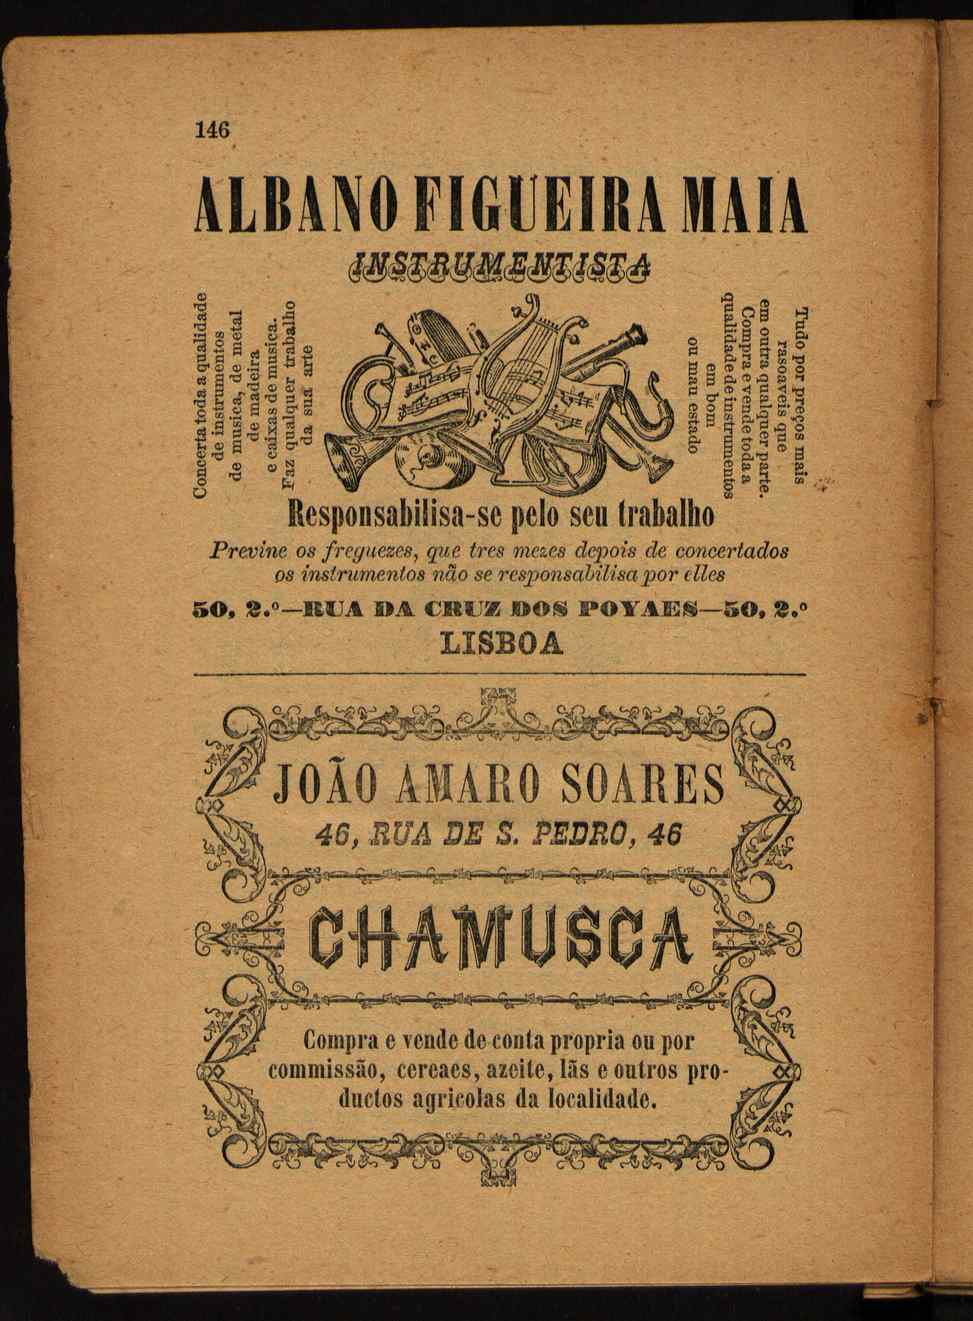 146
ALBANO FIGUEIRA MAIA
INSTRUMENTISTA
Concerta toda a qualidade
de instrumentos
de musica, de metal
de madeira
e caixas de musica.
Faz qualquer trabalho
da sua arte
Tudo por preços mais
rasoaveis que
em outra qualquer parte.
Compra e vende toda a
qualidade de instrumentos
em bom
ou mau estado
Responsabilisa-se pelo seu trabalho
Previne os freguezes, que tres mezes depois de concertados
os instrumentos não se responsabilisa por elles
50, 2.º—RUA DA CRUZ DOS POYAES—50, 2.º
LISBOA
JOÃO AMARO SOARES
46, RUA DE S. PEDRO, 46
CHAMUSCA
Compra e vende de conta propria ou por
commissão, cereaes, azeite, lãs e outros pro-
ductos agricolas da localidade.